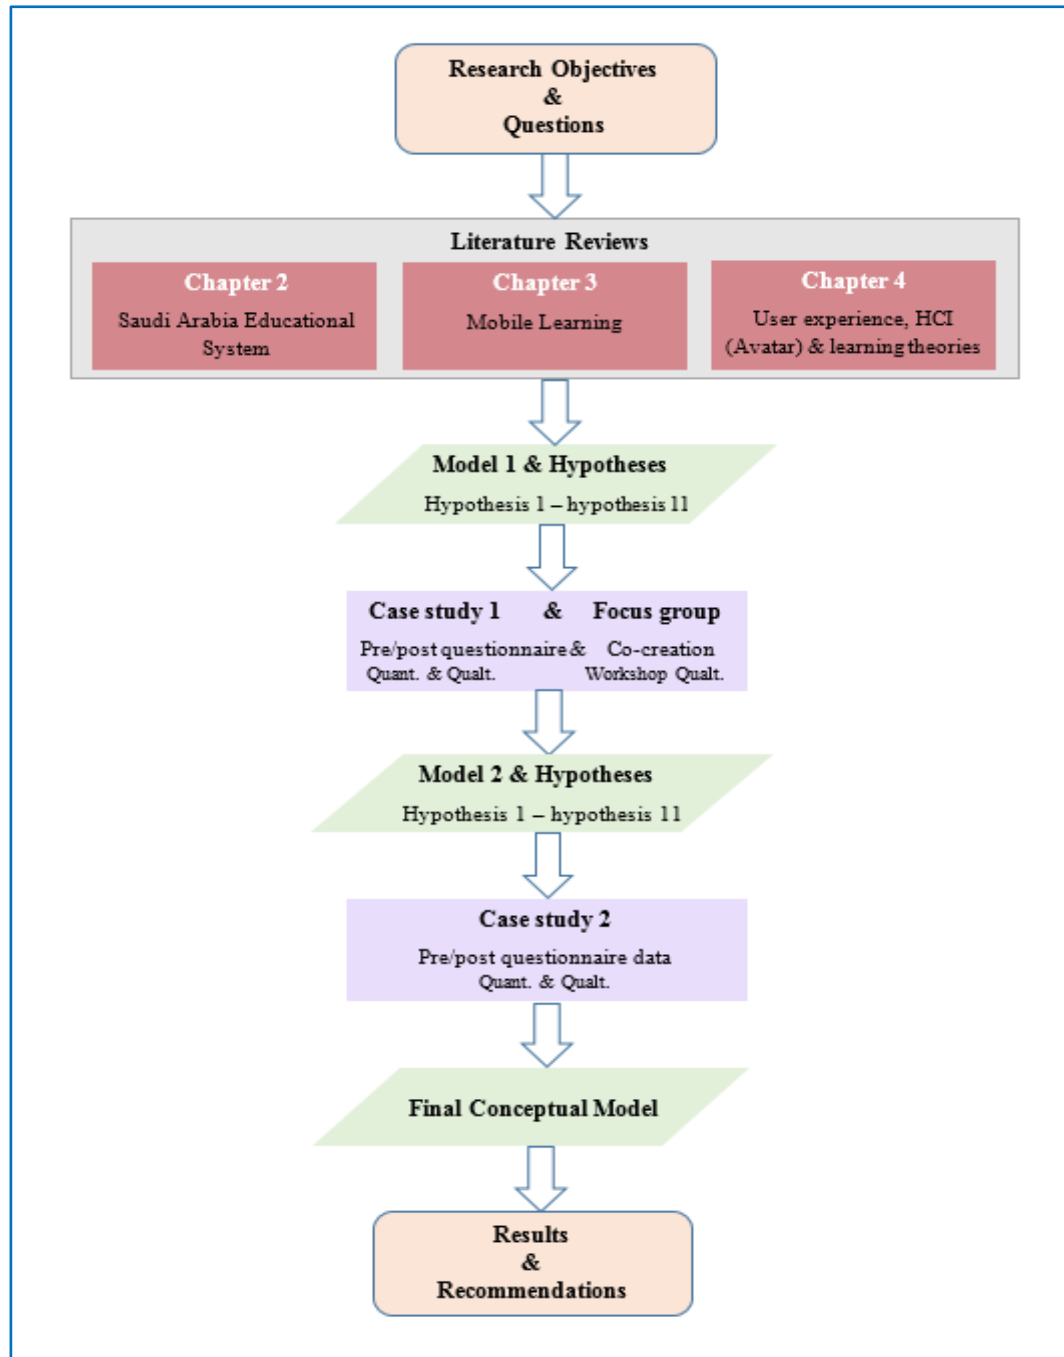 Research Objectives
&
Questions
Literature Reviews
Chapter 2
Saudi Arabia Educational
System
Chapter 3
Mobile Learning
Chapter 4
User experience, HCI
(Avatar) & learning theories
Model 1 & Hypotheses
Hypothesis 1 – hypothesis 11
Case study 1 & Focus group
Pre/post questionnaire & Co-creation
Quant. & Qualt. Workshop Qualt.
Model 2 & Hypotheses
Hypothesis 1 – hypothesis 11
Case study 2
Pre/post questionnaire data
Quant. & Qualt.
Final Conceptual Model
Results
&
Recommendations